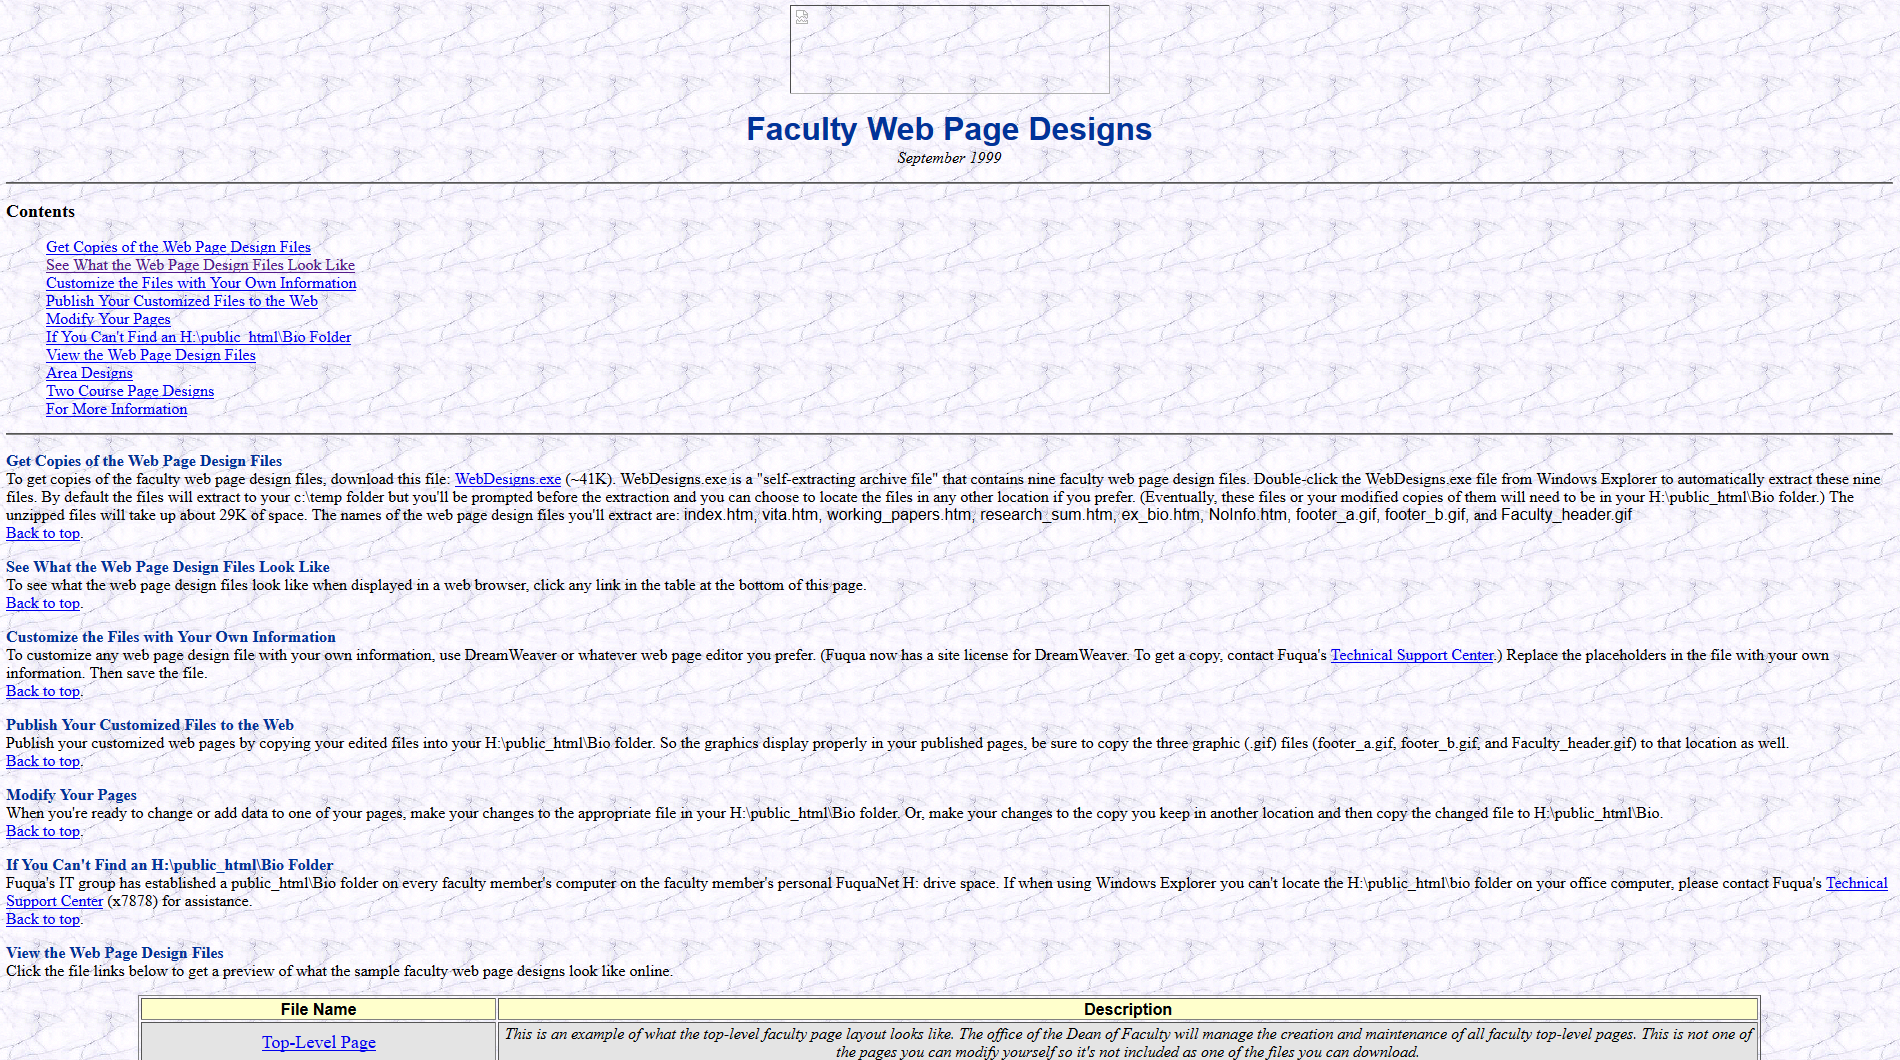 Faculty Web Page Designs
September 1999
Contents
Get Copies of the Web Page Design Files
See What the Web Page Design Files Look Like
Customize the Files with Your Own Information
Publish Your Customized Files to the Web
Modify Your Pages
If You Can't Find an H:\public_html\Bio Folder
View the Web Page Design Files
Area Designs
Two Course Page Designs
For More Information
Get Copies of the Web Page Design Files
To get copies of the faculty web page design files, download this file: WebDesigns.exe (~41K). WebDesigns.exe is a "self-extracting archive file" that contains nine faculty web page design files. Double-click the WebDesigns.exe file from Windows Explorer to automatically extract these nine
files. By default the files will extract to your c:\temp folder but you'll be prompted before the extraction and you can choose to locate the files in any other location if you prefer. (Eventually, these files or your modified copies of them will need to be in your H:\public_html\Bio folder.) The
unzipped files will take up about 29K of space. The names of the web page design files you'll extract are: index.htm, vita.htm, working_papers.htm, research_sum.htm, ex_bio.htm, NoInfo.htm, footer_a.gif, footer_b.gif, and Faculty_header.gif
Back to top.
See What the Web Page Design Files Look Like
To see what the web page design files look like when displayed in a web browser, click any link in the table at the bottom of this page.
Back to top.
Customize the Files with Your Own Information
To customize any web page design file with your own information, use DreamWeaver or whatever web page editor you prefer. (Fuqua now has a site license for DreamWeaver. To get a copy, contact Fuqua's Technical Support Center.) Replace the placeholders in the file with your own
information. Then save the file.
Back to top.
Publish Your Customized Files to the Web
Publish your customized web pages by copying your edited files into your H:\public_html\Bio folder. So the graphics display properly in your published pages, be sure to copy the three graphic (.gif) files (footer_a.gif, footer_b.gif, and Faculty_header.gif) to that location as well.
Back to top.
Modify Your Pages
When you're ready to change or add data to one of your pages, make your changes to the appropriate file in your H:\public_html\Bio folder. Or, make your changes to the copy you keep in another location and then copy the changed file to H:\public_html\Bio.
Back to top.
If You Can't Find an H:\public_html\Bio Folder
Fuqua's IT group has established a public_html\Bio folder on every faculty member's computer on the faculty member's personal FuquaNet H: drive space. If when using Windows Explorer you can't locate the H:\public_html\bio folder on your office computer, please contact Fuqua's Technical
Support Center (x7878) for assistance.
Back to top.
View the Web Page Design Files
Click the file links below to get a preview of what the sample faculty web page designs look like online.
File Name Description
Top-Level Page This is an example of what the top-level faculty page layout looks like. The office of the Dean of Faculty will manage the creation and maintenance of all faculty top-level pages. This is not one of
the pages you can modify yourself so it's not included as one of the files you can download.